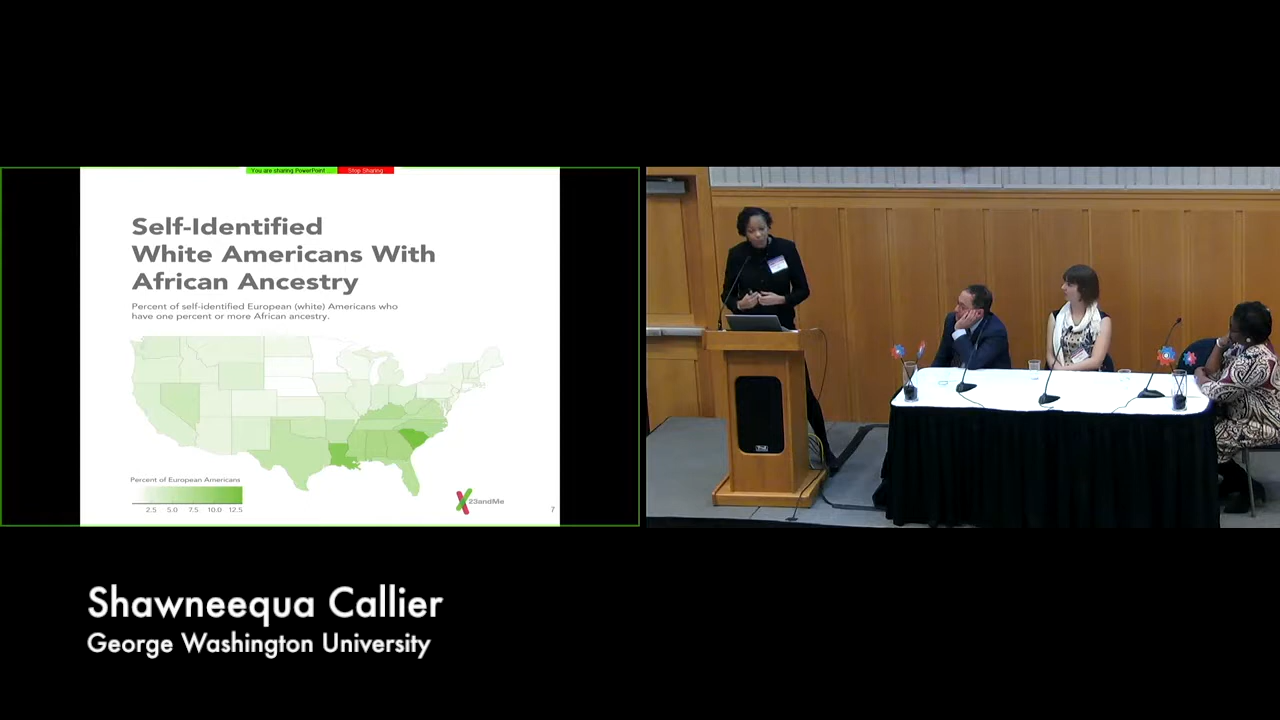 You are sharing PowerPoint ...
Stop Sharing
Self-Identified
White Americans With
African Ancestry
Percent of self-identified European (white) Americans who
have one percent or more African ancestry.
Percent of European Americans
2.5 5.0 7.5 10.0 12.5
23andMe
7
Shawneequa Callier
George Washington University